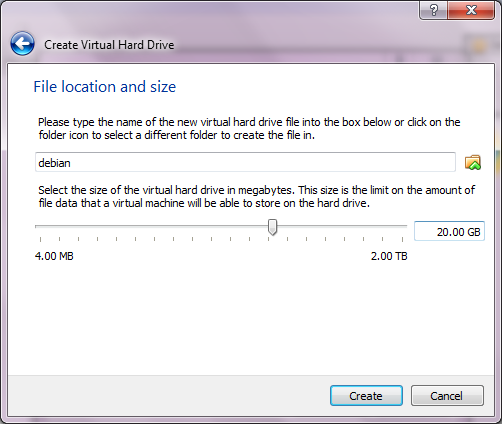 ?
Create Virtual Hard Drive
File location and size
Please type the name of the new virtual hard drive file into the box below or click on the
folder icon to select a different folder to create the file in.
debian
Select the size of the virtual hard drive in megabytes. This size is the limit on the amount of
file data that a virtual machine will be able to store on the hard drive.
20.00 GB
4.00 MB 2.00 TB
Create Cancel